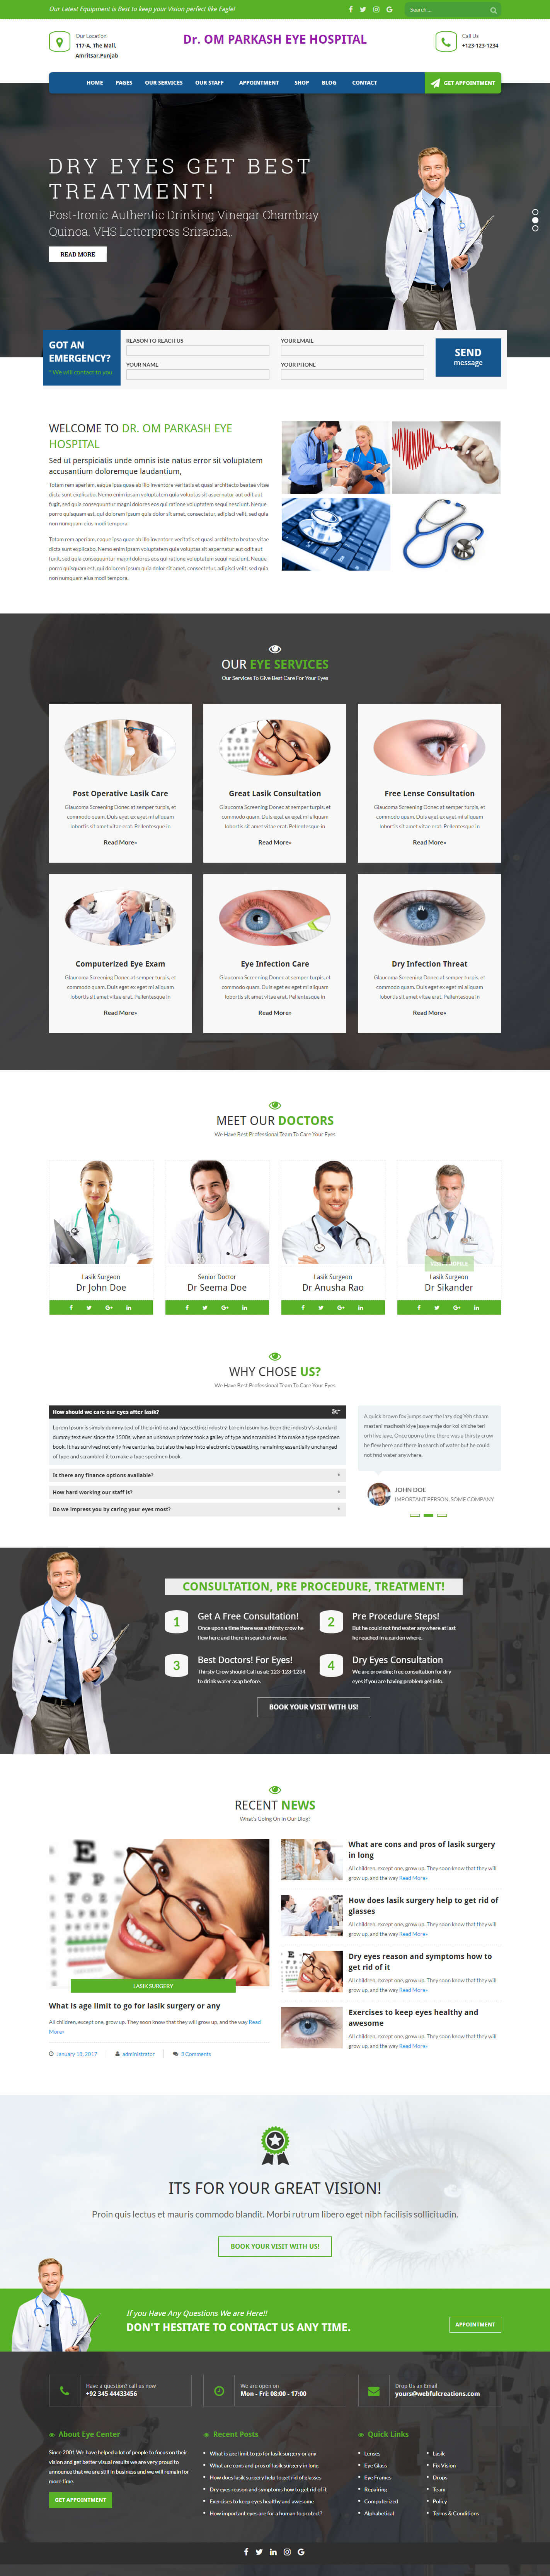 Our Latest Equipment is Best to keep your Vision perfect like Eagle!
Search ...
Our Location
117-A, The Mall,
Amritsar,Punjab
Dr. OM PARKASH EYE HOSPITAL
Call Us
+123-123-1234
HOME PAGES OUR SERVICES OUR STAFF APPOINTMENT SHOP BLOG CONTACT
GET APPOINTMENT
DRY EYES GET BEST
TREATMENT!
Post-Ironic Authentic Drinking Vinegar Chambray
Quinoa. VHS Letterpress Sriracha,.
READ MORE
GOT AN
EMERGENCY?
* We will contact to you
REASON TO REACH US
YOUR EMAIL
YOUR NAME
YOUR PHONE
SEND
message
WELCOME TO DR. OM PARKASH EYE
HOSPITAL
Sed ut perspiciatis unde omnis iste natus error sit voluptatem
accusantium doloremque laudantium,
Totam rem aperiam, eaque ipsa quae ab illo inventore veritatis et quasi architecto beatae vitae
dicta sunt explicabo. Nemo enim ipsam voluptatem quia voluptas sit aspernatur aut odit aut
fugit, sed quia consequuntur magni dolores eos qui ratione voluptatem sequi nesciunt. Neque
porro quisquam est, qui dolorem ipsum quia dolor sit amet, consectetur, adipisci velit, sed quia
non numquam eius modi tempora.
Totam rem aperiam, eaque ipsa quae ab illo inventore veritatis et quasi architecto beatae vitae
dicta sunt explicabo. Nemo enim ipsam voluptatem quia voluptas sit aspernatur aut odit aut
fugit, sed quia consequuntur magni dolores eos qui ratione voluptatem sequi nesciunt. Neque
porro quisquam est, qui dolorem ipsum quia dolor sit amet, consectetur, adipisci velit, sed quia
non numquam eius modi tempora.
OUR EYE SERVICES
Our Services To Give Best Care For Your Eyes
Post Operative Lasik Care
Glaucoma Screening Donec at semper turpis, et
commodo quam. Duis eget ex eget mi aliquam
lobortis sit amet vitae erat. Pellentesque in
Read More»
Great Lasik Consultation
Glaucoma Screening Donec at semper turpis, et
commodo quam. Duis eget ex eget mi aliquam
lobortis sit amet vitae erat. Pellentesque in
Read More»
Free Lense Consultation
Glaucoma Screening Donec at semper turpis, et
commodo quam. Duis eget ex eget mi aliquam
lobortis sit amet vitae erat. Pellentesque in
Read More»
Computerized Eye Exam
Glaucoma Screening Donec at semper turpis, et
commodo quam. Duis eget ex eget mi aliquam
lobortis sit amet vitae erat. Pellentesque in
Read More»
Eye Infection Care
Glaucoma Screening Donec at semper turpis, et
commodo quam. Duis eget ex eget mi aliquam
lobortis sit amet vitae erat. Pellentesque in
Read More»
Dry Infection Threat
Glaucoma Screening Donec at semper turpis, et
commodo quam. Duis eget ex eget mi aliquam
lobortis sit amet vitae erat. Pellentesque in
Read More»
MEET OUR DOCTORS
We Have Best Professional Team To Care Your Eyes
Lasik Surgeon
Dr John Doe
Senior Doctor
Dr Seema Doe
Lasik Surgeon
Dr Anusha Rao
Lasik Surgeon
Dr Sikander
WHY CHOSE US?
We Have Best Professional Team To Care Your Eyes
How should we care our eyes after lasik? â€“
Lorem Ipsum is simply dummy text of the printing and typesetting industry. Lorem Ipsum has been the industry's standard
dummy text ever since the 1500s, when an unknown printer took a galley of type and scrambled it to make a type specimen
book. It has survived not only five centuries, but also the leap into electronic typesetting, remaining essentially unchanged
of type and scrambled it to make a type specimen book.
Is there any finance options available? +
How hard working our staff is? +
Do we impress you by caring your eyes most? +
A quick brown fox jumps over the lazy dog Yeh shaam
mastani madhosh kiye jaaye muje dor koi khiche teri
orh liye jaye. Once upon a time there was a thirsty crow
he flew here and there in search of water but he could
not find water anywhere.
JOHN DOE
IMPORTANT PERSON, SOME COMPANY
CONSULTATION, PRE PROCEDURE, TREATMENT!
1
Get A Free Consultation!
Once upon a time there was a thirsty crow he
flew here and there in search of water.
2
Pre Procedure Steps!
But he could not find water anywhere at last
he reached in a garden where.
3
Best Doctors! For Eyes!
Thirsty Crow should Call us at: 123-123-1234
to drink water asap before.
4
Dry Eyes Consultation
We are providing free consultation for dry
eyes if you are having problem get info.
BOOK YOUR VISIT WITH US!
RECENT NEWS
What's Going On In Our Blog?
LASIK SURGERY
What is age limit to go for lasik surgery or any
All children, except one, grow up. They soon know that they will grow up, and the way Read
More»
January 18, 2017 administrator 3 Comments
What are cons and pros of lasik surgery
in long
All children, except one, grow up. They soon know that they will
grow up, and the way Read More»
How does lasik surgery help to get rid of
glasses
All children, except one, grow up. They soon know that they will
grow up, and the way Read More»
Dry eyes reason and symptoms how to
get rid of it
All children, except one, grow up. They soon know that they will
grow up, and the way Read More»
Exercises to keep eyes healthy and
awesome
All children, except one, grow up. They soon know that they will
grow up, and the way Read More»
ITS FOR YOUR GREAT VISION!
Proin quis lectus et mauris commodo blandit. Morbi rutrum libero eget nibh facilisis sollicitudin.
BOOK YOUR VISIT WITH US!
If you Have Any Questions We are Here!!
DON'T HESITATE TO CONTACT US ANY TIME.
APPOINTMENT
Have a question? call us now
+92 345 44433456
We are open on
Mon - Fri: 08:00 - 17:00
Drop Us an Email
yours@webfulcreations.com
About Eye Center
Since 2001 We have helped a lot of people to focus on their
vision and get better visual results we are very proud to
announce that we are still in business and we will remain for
more time.
GET APPOINTMENT
Recent Posts
What is age limit to go for lasik surgery or any
What are cons and pros of lasik surgery in long
How does lasik surgery help to get rid of glasses
Dry eyes reason and symptoms how to get rid of it
Exercises to keep eyes healthy and awesome
How important eyes are for a human to protect?
Quick Links
Lenses
Eye Glass
Eye Frames
Repairing
Computerized
Alphabetical
Lasik
Fix Vision
Drops
Team
Policy
Terms & Conditions